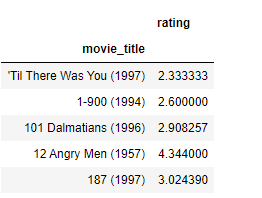 rating
movie_title
'Til There Was You (1997) 2.333333
1-900 (1994) 2.600000
101 Dalmatians (1996) 2.908257
12 Angry Men (1957) 4.344000
187 (1997) 3.024390